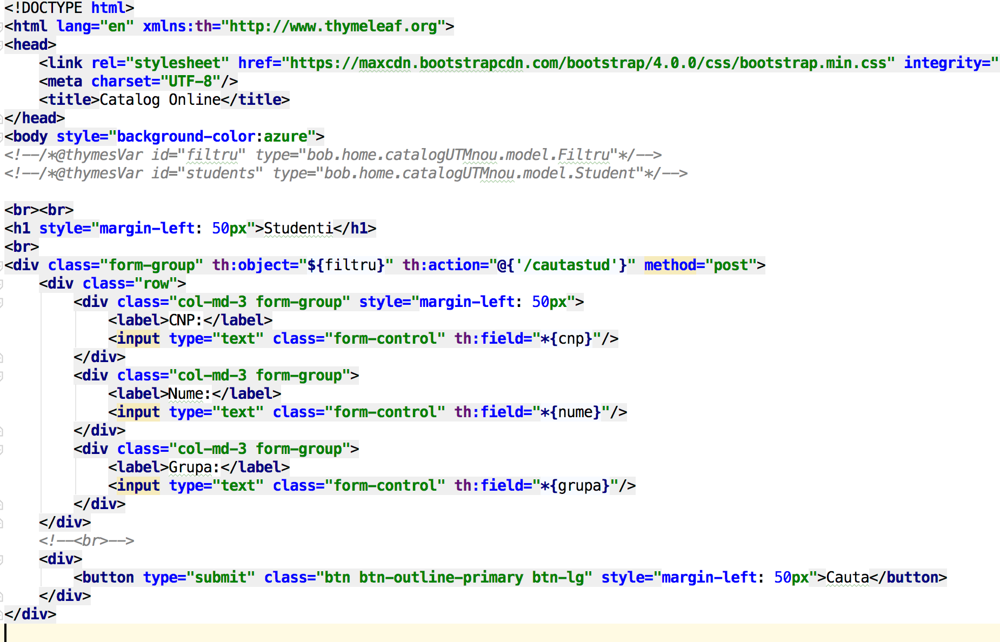 <!DOCTYPE html>
<html lang="en" xmlns:th="http://www.thymeleaf.org">
<head>
    <link rel="stylesheet" href="https://maxcdn.bootstrapcdn.com/bootstrap/4.0.0/css/bootstrap.min.css" integrity="
    <meta charset="UTF-8"/>
    <title>Catalog Online</title>
</head>
<body style="background-color:azure">
<!--/*@thymesVar id="filtru" type="bob.home.catalogUTMnou.model.Filtru"*/-->
<!--/*@thymesVar id="students" type="bob.home.catalogUTMnou.model.Student"*/-->

<br><br>
<h1 style="margin-left: 50px">Studenti</h1>
<br>
<div class="form-group" th:object="${filtru}" th:action="@{'/cautastud'}" method="post">
    <div class="row">
        <div class="col-md-3 form-group" style="margin-left: 50px">
            <label>CNP:</label>
            <input type="text" class="form-control" th:field="*{cnp}"/>
        </div>
        <div class="col-md-3 form-group">
            <label>Nume:</label>
            <input type="text" class="form-control" th:field="*{nume}"/>
        </div>
        <div class="col-md-3 form-group">
            <label>Grupa:</label>
            <input type="text" class="form-control" th:field="*{grupa}"/>
        </div>
    </div>
    <!--<br>-->
    <div>
        <button type="submit" class="btn btn-outline-primary btn-lg" style="margin-left: 50px">Cauta</button>
    </div>
</div>